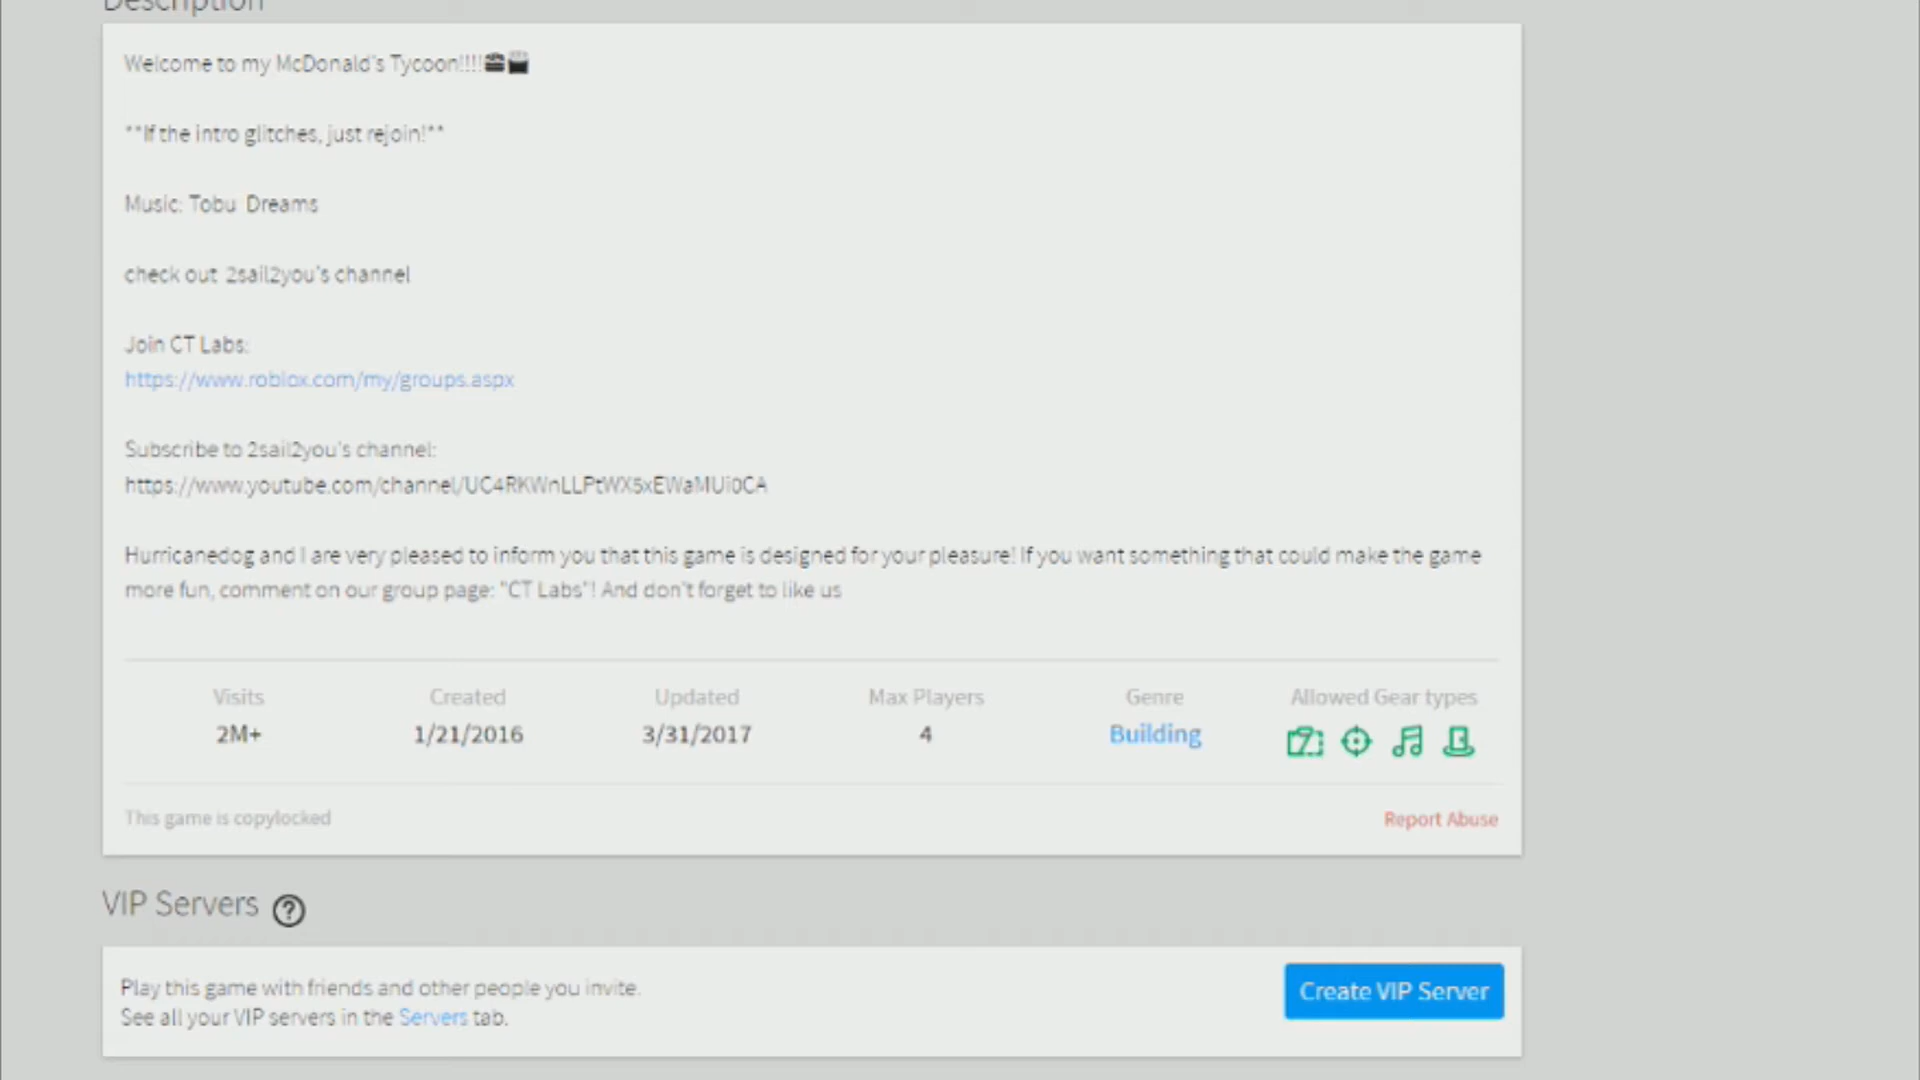 Description
Welcome to my McDonald's Tycoon!!!!🍔🍟
**If the intro glitches, just rejoin!**
Music: Tobu Dreams
check out 2sail2you's channel
Join CT Labs:
https://www.roblox.com/my/groups.aspx
Subscribe to 2sail2you's channel:
https://www.youtube.com/channel/UC4RKWnLLPtWX5xEWaMUi0CA
Hurricanedog and I are very pleased to inform you that this game is designed for your pleasure! If you want something that could make the game
more fun, comment on our group page: "CT Labs"! And don't forget to like us
Visits Created Updated Max Players Genre Allowed Gear types
2M+ 1/21/2016 3/31/2017 4 Building
This game is copylocked Report Abuse
VIP Servers ?
Play this game with friends and other people you invite.
See all your VIP servers in the Servers tab.
Create VIP Server